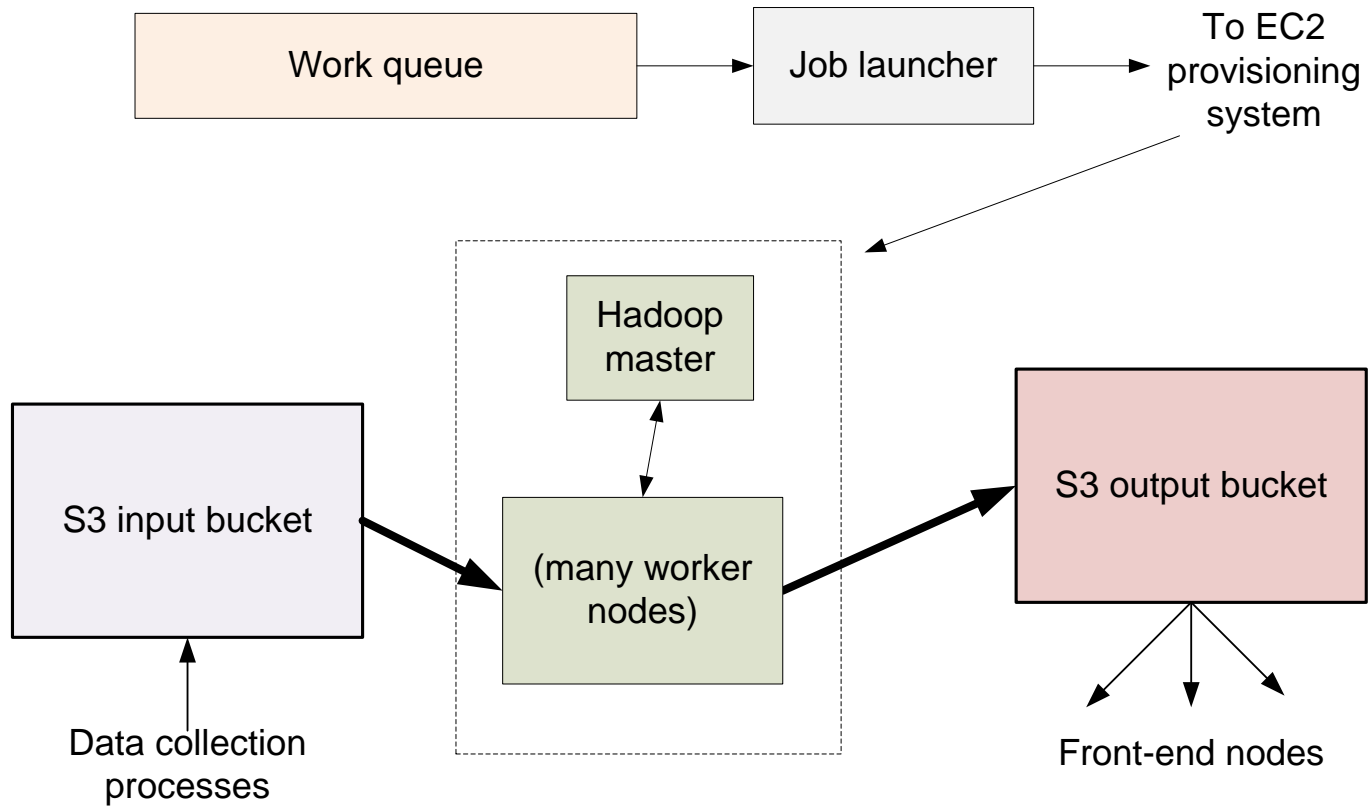 Work queue
Job launcher
To EC2
provisioning
system
Hadoop
master
S3 input bucket
(many worker
nodes)
S3 output bucket
Data collection
processes
Front-end nodes